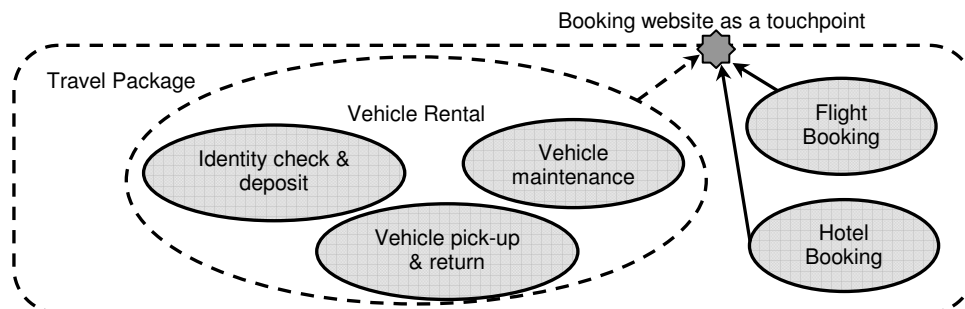 Booking website as a touchpoint
Travel Package
Vehicle Rental
Identity check &
deposit
Vehicle
maintenance
Vehicle pick-up
& return
Flight
Booking
Hotel
Booking